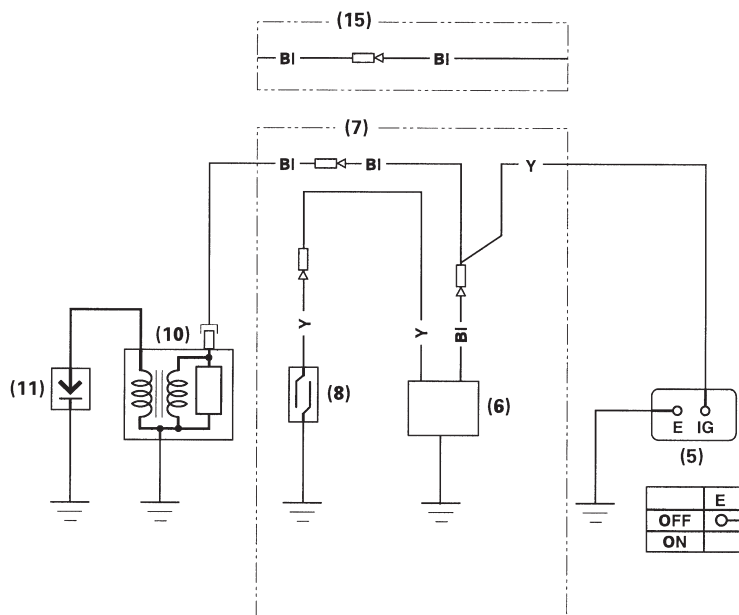 (15)
Bl Bl
(7)
Bl Bl Y
(10)
Y Y Bl
(11) (8) (6)
E IG
(5)
E
OFF
ON